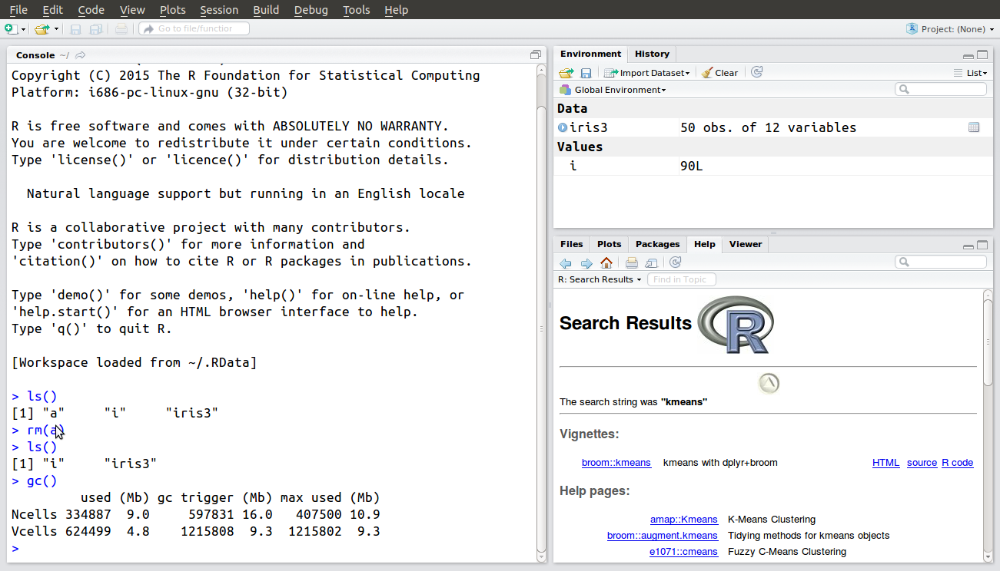 File Edit Code View Plots Session Build Debug Tools Help
Go to file/function
Project: (None)
Console ~/
Copyright (C) 2015 The R Foundation for Statistical Computing
Platform: i686-pc-linux-gnu (32-bit)
R is free software and comes with ABSOLUTELY NO WARRANTY.
You are welcome to redistribute it under certain conditions.
Type 'license()' or 'licence()' for distribution details.
Natural language support but running in an English locale
R is a collaborative project with many contributors.
Type 'contributors()' for more information and
'citation()' on how to cite R or R packages in publications.
Type 'demo()' for some demos, 'help()' for on-line help, or
'help.start()' for an HTML browser interface to help.
Type 'q()' to quit R.
[Workspace loaded from ~/.RData]
> ls()
[1] "a"     "i"     "iris3"
> rm(a)
> ls()
[1] "i"     "iris3"
> gc()
used (Mb) gc trigger (Mb) max used (Mb)
Ncells 334887  9.0     597831 16.0   407500 10.9
Vcells 624499  4.8    1215808  9.3  1215802  9.3
>
Environment History
Import Dataset Clear List
Global Environment
Data
iris3 50 obs. of 12 variables
Values
i 90L
Files Plots Packages Help Viewer
R: Search Results Find in Topic
Search Results R
The search string was "kmeans"
Vignettes:
broom::kmeans kmeans with dplyr+broom HTML source R code
Help pages:
amap::Kmeans K-Means Clustering
broom::augment.kmeans Tidying methods for kmeans objects
e1071::cmeans Fuzzy C-Means Clustering